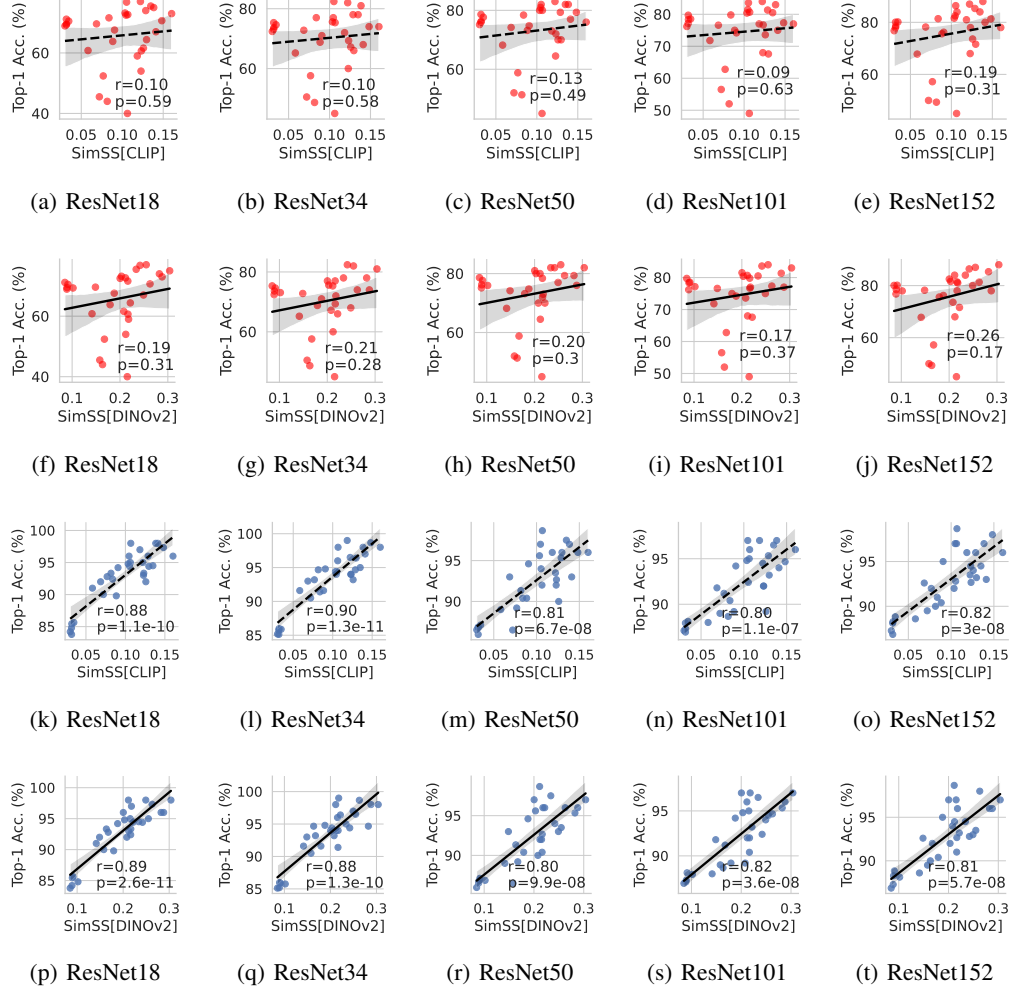 Top-1 Acc. (%)
60
40
r=0.10
p=0.59
0.05 0.10 0.15
SimSS[CLIP]
(a) ResNet18
Top-1 Acc. (%)
80
60
r=0.10
p=0.58
0.05 0.10 0.15
SimSS[CLIP]
(b) ResNet34
Top-1 Acc. (%)
80
60
r=0.13
p=0.49
0.05 0.10 0.15
SimSS[CLIP]
(c) ResNet50
Top-1 Acc. (%)
80
70
60
50
r=0.09
p=0.63
0.05 0.10 0.15
SimSS[CLIP]
(d) ResNet101
Top-1 Acc. (%)
80
60
r=0.19
p=0.31
0.05 0.10 0.15
SimSS[CLIP]
(e) ResNet152
Top-1 Acc. (%)
60
40
r=0.19
p=0.31
0.1 0.2 0.3
SimSS[DINOv2]
(f) ResNet18
Top-1 Acc. (%)
80
60
r=0.21
p=0.28
0.1 0.2 0.3
SimSS[DINOv2]
(g) ResNet34
Top-1 Acc. (%)
80
60
r=0.20
p=0.3
0.1 0.2 0.3
SimSS[DINOv2]
(h) ResNet50
Top-1 Acc. (%)
80
70
60
50
r=0.17
p=0.37
0.1 0.2 0.3
SimSS[DINOv2]
(i) ResNet101
Top-1 Acc. (%)
80
60
r=0.26
p=0.17
0.1 0.2 0.3
SimSS[DINOv2]
(j) ResNet152
Top-1 Acc. (%)
100
95
90
85
r=0.88
p=1.1e-10
0.05 0.10 0.15
SimSS[CLIP]
(k) ResNet18
Top-1 Acc. (%)
100
95
90
85
r=0.90
p=1.3e-11
0.05 0.10 0.15
SimSS[CLIP]
(l) ResNet34
Top-1 Acc. (%)
95
90
r=0.81
p=6.7e-08
0.05 0.10 0.15
SimSS[CLIP]
(m) ResNet50
Top-1 Acc. (%)
95
90
r=0.80
p=1.1e-07
0.05 0.10 0.15
SimSS[CLIP]
(n) ResNet101
Top-1 Acc. (%)
95
90
r=0.82
p=3e-08
0.05 0.10 0.15
SimSS[CLIP]
(o) ResNet152
Top-1 Acc. (%)
100
95
90
85
r=0.89
p=2.6e-11
0.1 0.2 0.3
SimSS[DINOv2]
(p) ResNet18
Top-1 Acc. (%)
100
95
90
85
r=0.88
p=1.3e-10
0.1 0.2 0.3
SimSS[DINOv2]
(q) ResNet34
Top-1 Acc. (%)
95
90
r=0.80
p=9.9e-08
0.1 0.2 0.3
SimSS[DINOv2]
(r) ResNet50
Top-1 Acc. (%)
95
90
r=0.82
p=3.6e-08
0.1 0.2 0.3
SimSS[DINOv2]
(s) ResNet101
Top-1 Acc. (%)
95
90
r=0.81
p=5.7e-08
0.1 0.2 0.3
SimSS[DINOv2]
(t) ResNet152